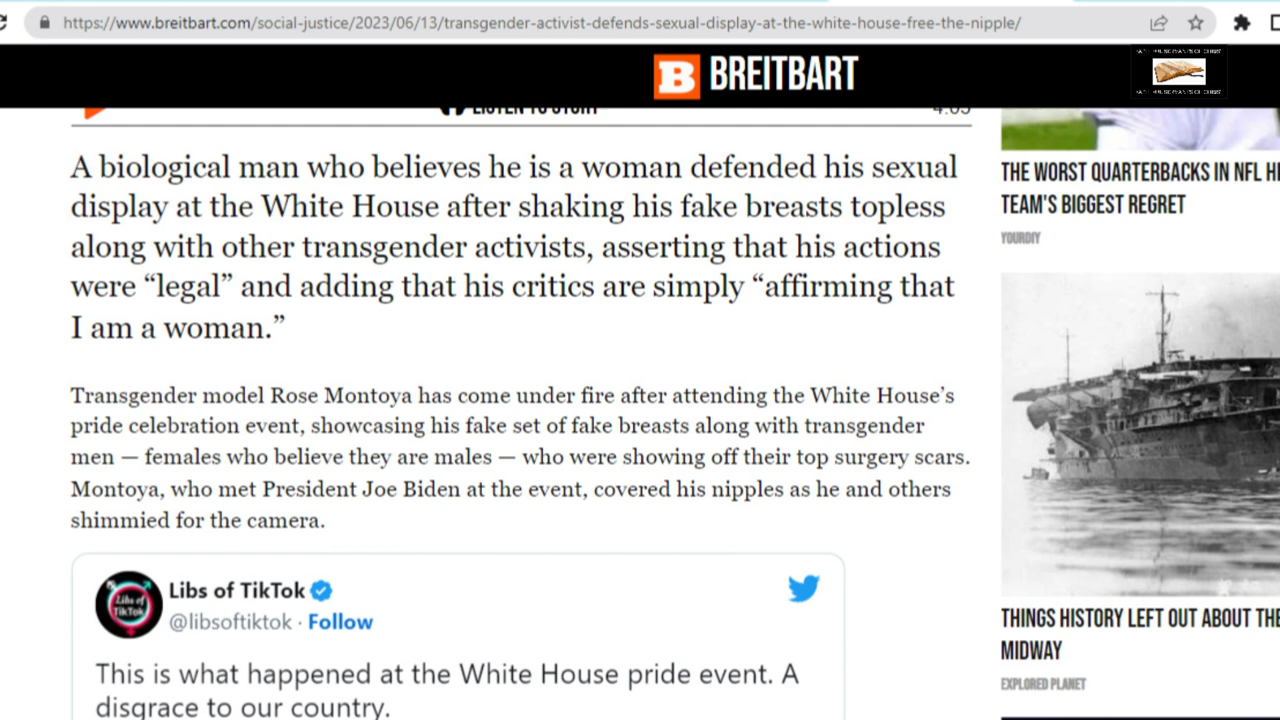 https://www.breitbart.com/social-justice/2023/06/13/transgender-activist-defends-sexual-display-at-the-white-house-free-the-nipple/
B BREITBART
LISTEN TO STORY
4:05
A biological man who believes he is a woman defended his sexual
display at the White House after shaking his fake breasts topless
along with other transgender activists, asserting that his actions
were “legal” and adding that his critics are simply “affirming that
I am a woman.”
Transgender model Rose Montoya has come under fire after attending the White House’s
pride celebration event, showcasing his fake set of fake breasts along with transgender
men — females who believe they are males — who were showing off their top surgery scars.
Montoya, who met President Joe Biden at the event, covered his nipples as he and others
shimmied for the camera.
Libs of TikTok
Libs of TikTok
@libsoftiktok · Follow
This is what happened at the White House pride event. A
disgrace to our country.
THE WORST QUARTERBACKS IN NFL
TEAM'S BIGGEST REGRET
YOURDIY
THINGS HISTORY LEFT OUT ABOUT THE
MIDWAY
EXPLORED PLANET